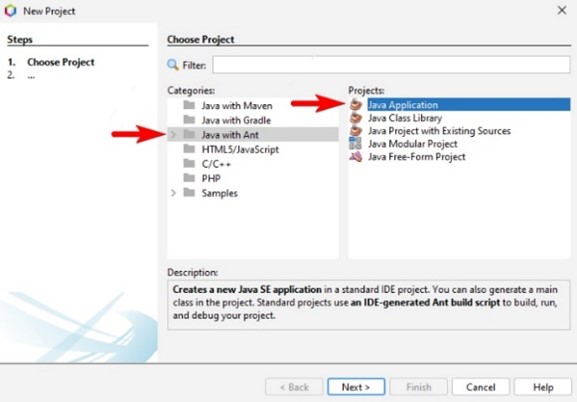 New Project
Steps
1. Choose Project
2. ...
Choose Project
Filter:
Categories:
Java with Maven
Java with Gradle
Java with Ant
HTML5/JavaScript
C/C++
PHP
Samples
Projects:
Java Application
Java Class Library
Java Project with Existing Sources
Java Modular Project
Java Free-Form Project
Description:
Creates a new Java SE application in a standard IDE project. You can also generate a main
class in the project. Standard projects use an IDE-generated Ant build script to build, run,
and debug your project.
< Back
Next >
Finish
Cancel
Help